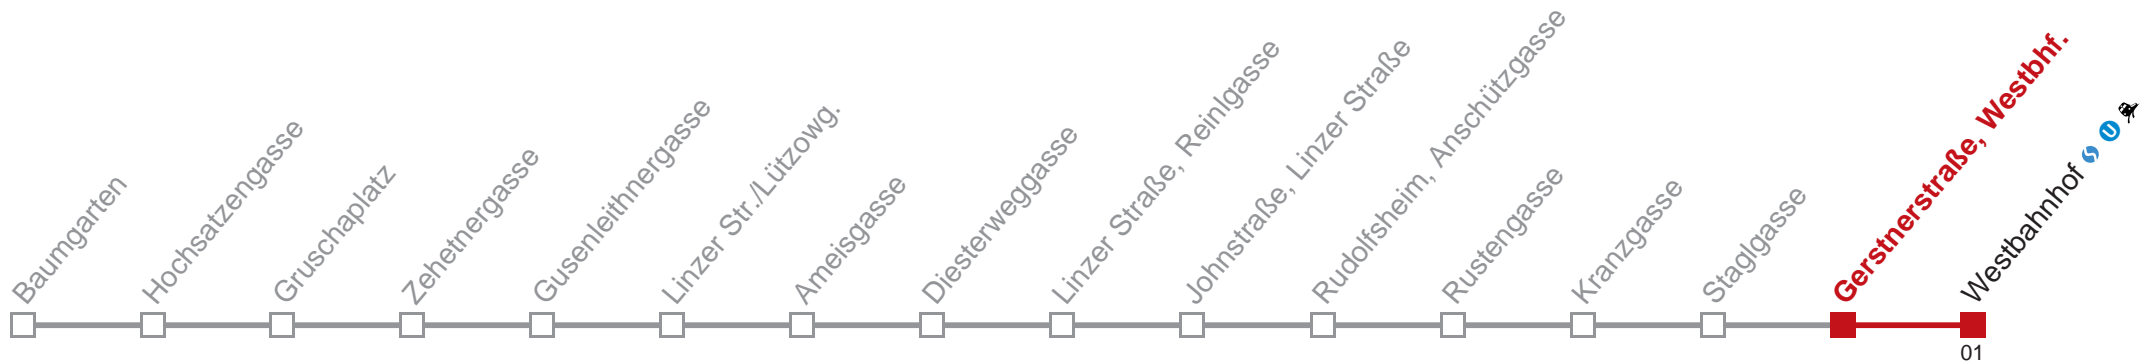 Baumgarten
Hochsatzengasse
Gruschaplatz
Zehetnergasse
Gusenleithnergasse
Linzer Str./Lützowg.
Ameisgasse
Diesterweggasse
Linzer Straße, Reinlgasse
Johnstraße, Linzer Straße
Rudolfsheim, Anschützgasse
Rustengasse
Kranzgasse
Staglgasse
Gerstnerstraße, Westbhf.
Westbahnhof S U
01